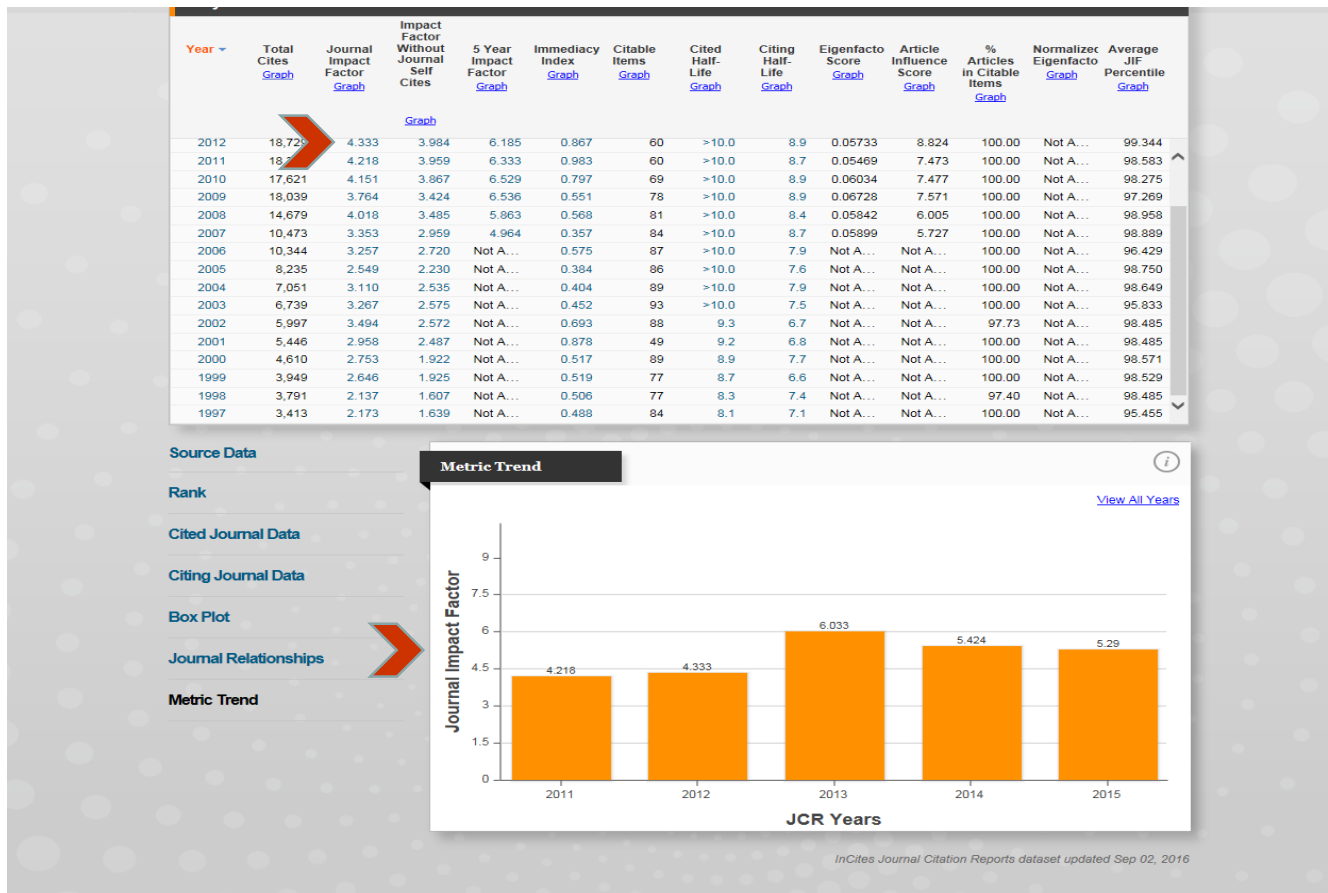 Year Total Cites Graph Journal Impact Factor Graph Impact Factor Without Journal Self Cites Graph 5 Year Impact Factor Graph Immediacy Index Graph Citable Items Graph Cited Half-Life Graph Citing Half-Life Graph Eigenfacto Score Graph Article Influence Score Graph % Articles in Citable Items Graph Normalized Eigenfacto Graph Average JIF Percentile Graph
2012 18,729 4.333 3.984 6.185 0.867 60 >10.0 8.9 0.05733 8.824 100.00 Not A... 99.344
2011 4.218 3.959 6.333 0.983 60 >10.0 8.7 0.05469 7.473 100.00 Not A... 98.583
2010 17,621 4.151 3.867 6.529 0.797 69 >10.0 8.9 0.06034 7.477 100.00 Not A... 98.275
2009 18,039 3.764 3.424 6.536 0.551 78 >10.0 8.9 0.06728 7.571 100.00 Not A... 97.269
2008 14,679 4.018 3.485 5.863 0.568 81 >10.0 8.4 0.05842 6.005 100.00 Not A... 98.958
2007 10,473 3.353 2.959 4.964 0.357 84 >10.0 8.7 0.05899 5.727 100.00 Not A... 98.889
2006 10,344 3.257 2.720 Not A... 0.575 87 >10.0 7.9 Not A... Not A... 100.00 Not A... 96.429
2005 8,235 2.549 2.230 Not A... 0.384 86 >10.0 7.6 Not A... Not A... 100.00 Not A... 98.750
2004 7,051 3.110 2.535 Not A... 0.404 89 >10.0 7.9 Not A... Not A... 100.00 Not A... 98.649
2003 6,739 3.267 2.575 Not A... 0.452 93 >10.0 7.5 Not A... Not A... 100.00 Not A... 95.833
2002 5,997 3.494 2.572 Not A... 0.693 88 9.3 6.7 Not A... Not A... 97.73 Not A... 98.485
2001 5,446 2.958 2.487 Not A... 0.878 49 9.2 6.8 Not A... Not A... 100.00 Not A... 98.485
2000 4,610 2.753 1.922 Not A... 0.517 89 8.9 7.7 Not A... Not A... 100.00 Not A... 98.571
1999 3,949 2.646 1.925 Not A... 0.519 77 8.7 6.6 Not A... Not A... 100.00 Not A... 98.529
1998 3,791 2.137 1.607 Not A... 0.506 77 8.3 7.4 Not A... Not A... 97.40 Not A... 98.485
1997 3,413 2.173 1.639 Not A... 0.488 84 8.1 7.1 Not A... Not A... 100.00 Not A... 95.455
Source Data
Rank
Cited Journal Data
Citing Journal Data
Box Plot
Journal Relationships
Metric Trend
Metric Trend
i
View All Years
Journal Impact Factor
9
7.5
6
4.5
3
1.5
0
4.218 4.333 6.033 5.424 5.29
2011 2012 2013 2014 2015
JCR Years
InCites Journal Citation Reports dataset updated Sep 02, 2016